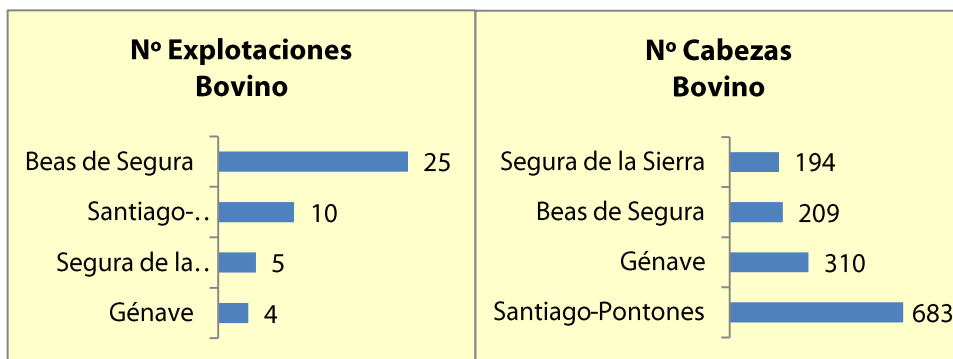 Nº Explotaciones
Bovino
Beas de Segura 25
Santiago-.. 10
Segura de la.. 5
Génave 4
Nº Cabezas
Bovino
Segura de la Sierra 194
Beas de Segura 209
Génave 310
Santiago-Pontones 683